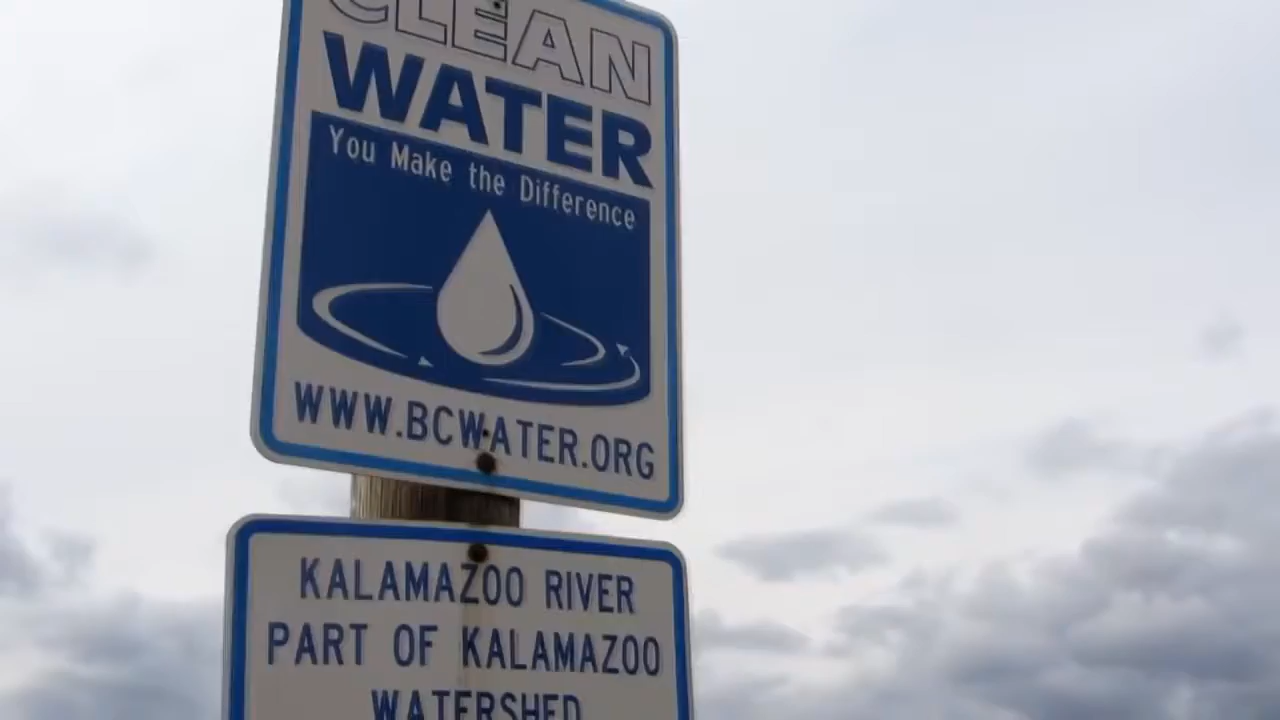 CLEAN
WATER
You Make the Difference
WWW.BCWATER.ORG
KALAMAZOO RIVER
PART OF KALAMAZOO
WATERSHED